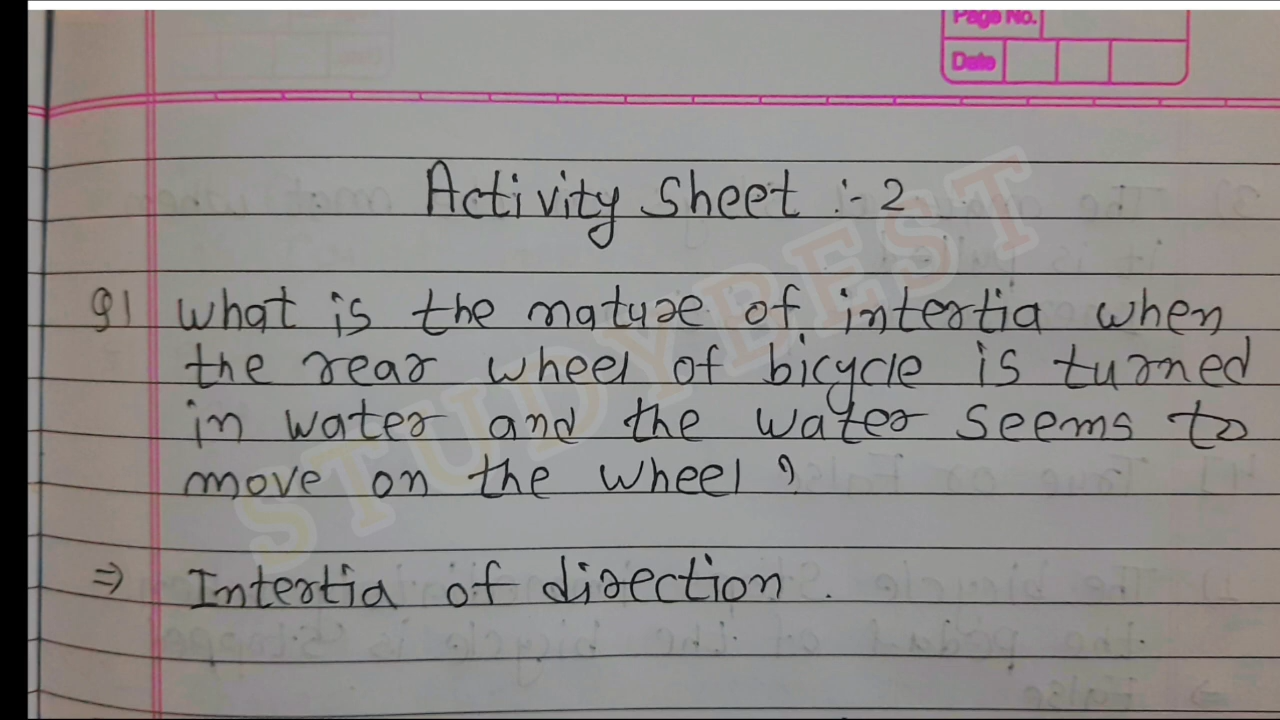 Page No.
Date
Activity Sheet :- 2
Q1 What is the nature of intertia when
the rear wheel of bicycle is turned
in water and the water seems to
move on the wheel ?
⇒ Intertia of direction .
STUDYBEST